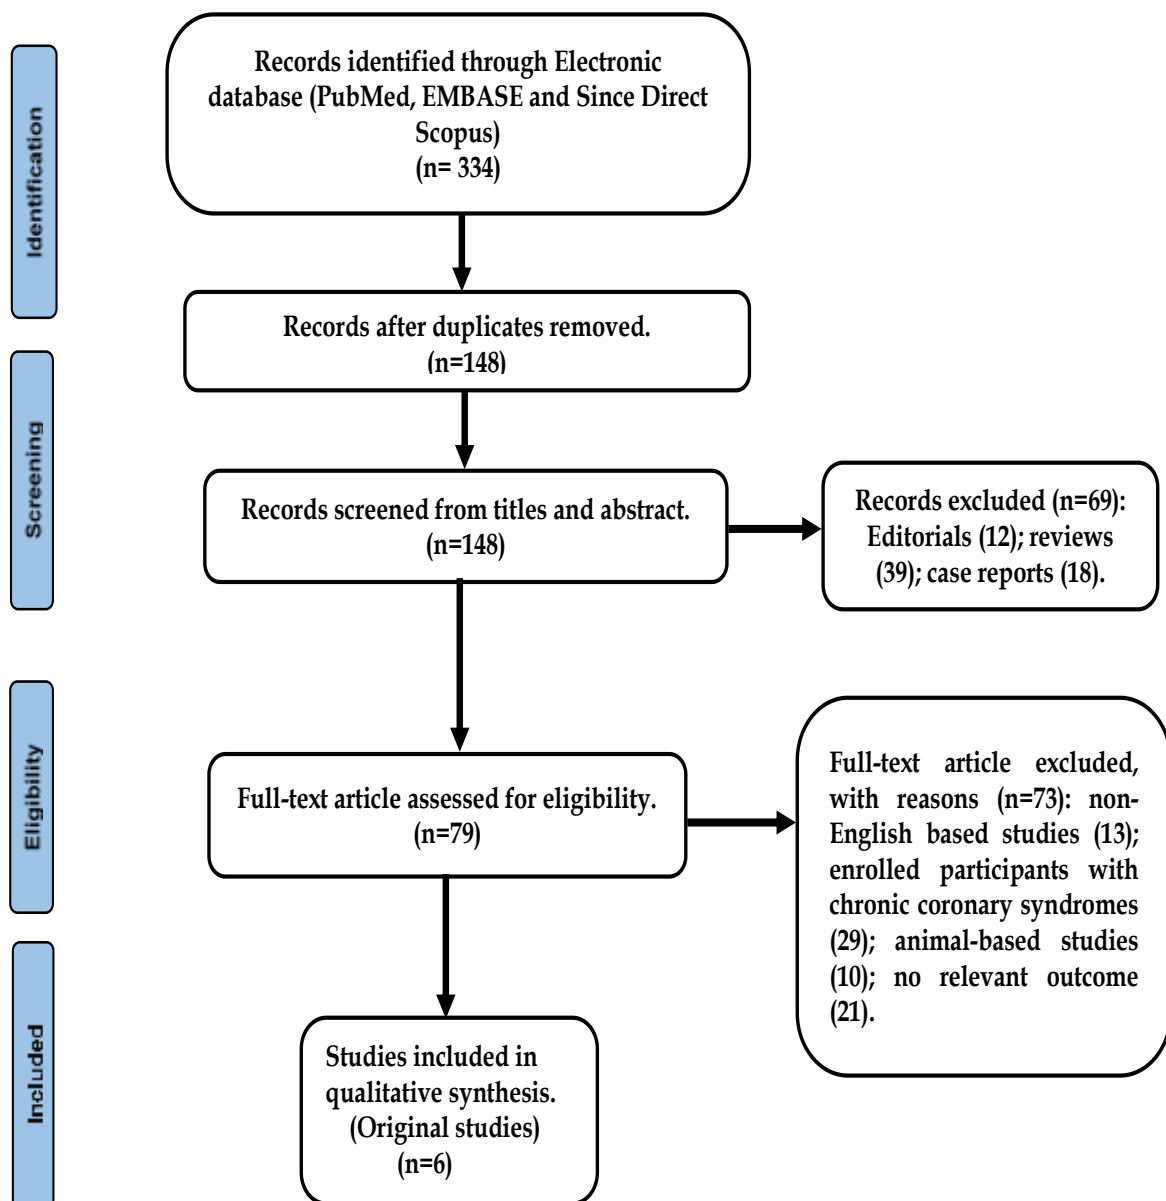 Identification
Records identified through Electronic
database (PubMed, EMBASE and Since Direct
Scopus)
(n= 334)
Records after duplicates removed.
(n=148)
Screening
Records screened from titles and abstract.
(n=148)
Records excluded (n=69):
Editorials (12); reviews
(39); case reports (18).
Eligibility
Full-text article assessed for eligibility.
(n=79)
Full-text article excluded,
with reasons (n=73): non-
English based studies (13);
enrolled participants with
chronic coronary syndromes
(29); animal-based studies
(10); no relevant outcome
(21).
Included
Studies included in
qualitative synthesis.
(Original studies)
(n=6)